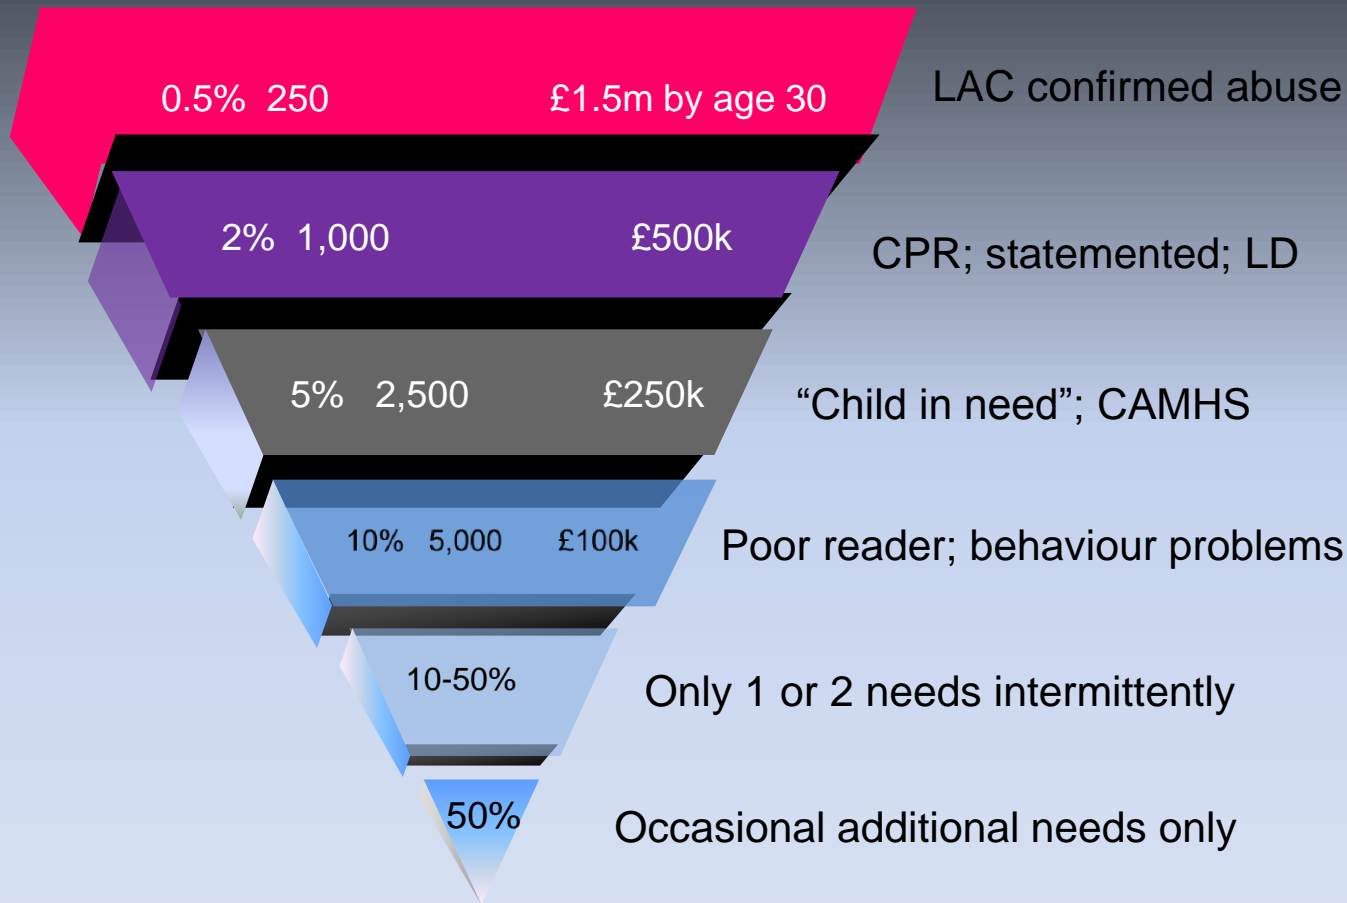 0.5% 250 £1.5m by age 30 LAC confirmed abuse
2% 1,000 £500k CPR; statemented; LD
5% 2,500 £250k “Child in need”; CAMHS
10% 5,000 £100k Poor reader; behaviour problems
10-50% Only 1 or 2 needs intermittently
50% Occasional additional needs only